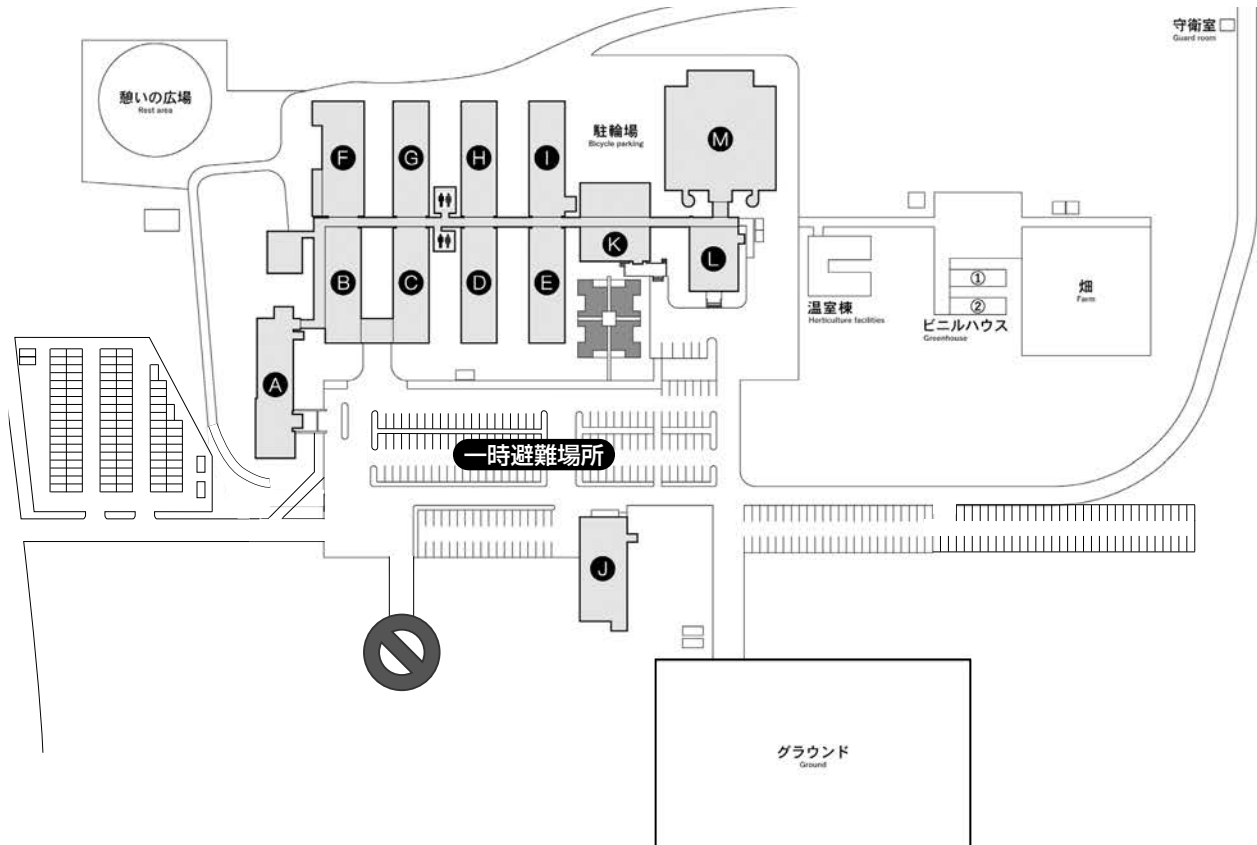 守衛室
Guard room
憩いの広場
Rest area
駐輪場
Bicycle parking
M
F
G
H
I
K
L
B
C
D
E
温室棟
Horticulture facilities
①
②
ビニルハウス
Greenhouse
畑
Farm
A
一時避難場所
J
グラウンド
Ground